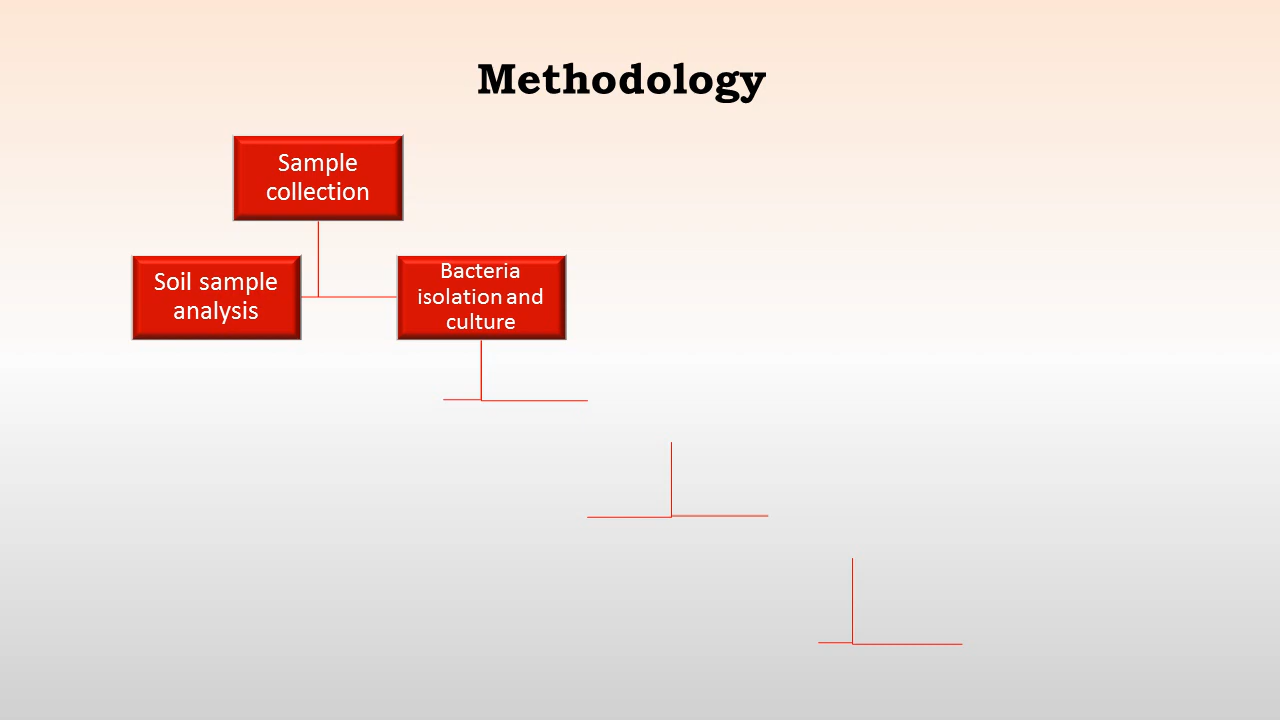 Methodology
Sample
collection
Soil sample
analysis
Bacteria
isolation and
culture